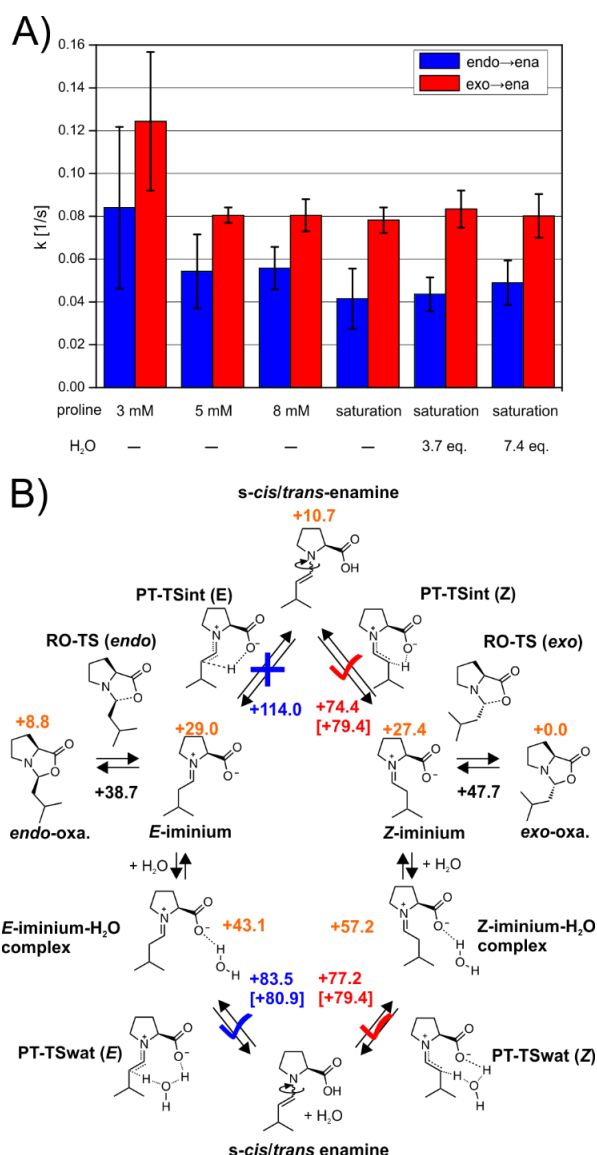 A)
0.16
0.14
0.12
0.10
0.08
0.06
0.04
0.02
0.00
k [1/s]
endo→ena
exo→ena
proline 3 mM 5 mM 8 mM saturation saturation saturation
H₂O — — — — 3.7 eq. 7.4 eq.
B)
s-cis/trans-enamine
+10.7
N
O
OH
PT-TSint (E)
PT-TSint (Z)
N
+
O
O
-
H
N
+
O
O
-
H
RO-TS (endo)
RO-TS (exo)
N
O
O
N
O
O
+114.0
+74.4
[+79.4]
+8.8
+29.0
+27.4
+0.0
N
O
O
N
+
O
O
-
N
+
O
O
-
N
O
O
+38.7
+47.7
endo-oxa.
E-iminium
Z-iminium
exo-oxa.
+ H₂O
+ H₂O
E-iminium-H₂O
complex
N
+
O
O
-
+43.1
+57.2
N
+
O
O
-
Z-iminium-H₂O
complex
H
O
H
H
O
H
+83.5
[+80.9]
+77.2
[+79.4]
PT-TSwat (E)
PT-TSwat (Z)
N
+
O
O
-
H
H
O
H
N
O
OH
+ H₂O
N
+
O
O
-
H
H
O
H
s-cis/trans enamine